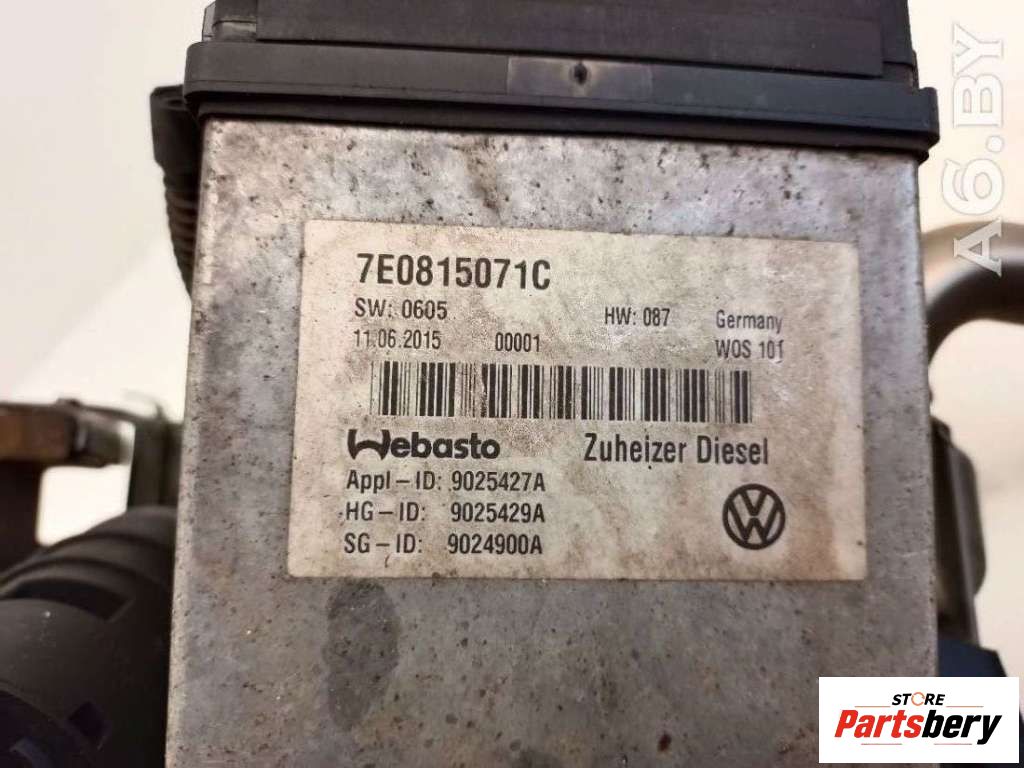 7E0815071C
SW: 0605 HW: 087 Germany
11.06.2015 00001 WOS 101
Webasto Zuheizer Diesel
Appl-ID: 9025427A
HG-ID: 9025429A
SG-ID: 9024900A
VW
A6.BY
STORE
Partsbery